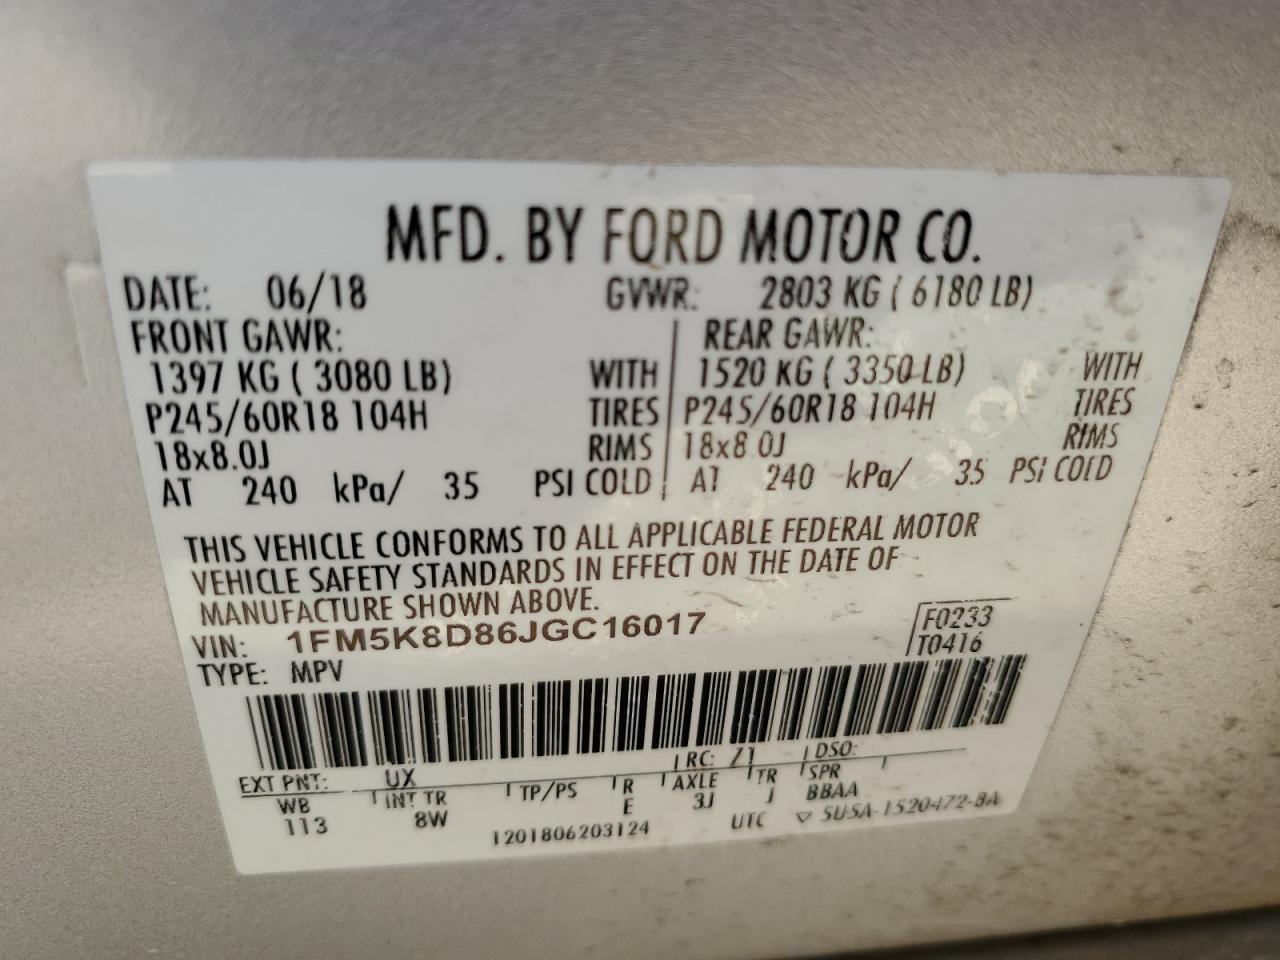 MFD. BY FORD MOTOR CO.
DATE: 06/18 GVWR: 2803 KG ( 6180 LB)
FRONT GAWR: REAR GAWR:
1397 KG ( 3080 LB) WITH 1520 KG ( 3350 LB) WITH
P245/60R18 104H TIRES P245/60R18 104H TIRES
18x8.0J RIMS 18x8.0J RIMS
AT 240 kPa/ 35 PSI COLD AT 240 kPa/ 35 PSI COLD
THIS VEHICLE CONFORMS TO ALL APPLICABLE FEDERAL MOTOR
VEHICLE SAFETY STANDARDS IN EFFECT ON THE DATE OF
MANUFACTURE SHOWN ABOVE.
VIN: 1FM5K8D86JGC16017 F0233
TYPE: MPV T0416
EXT PNT: UX RC: 71 DSO:
WB INT TR TP/PS R AXLE TR SPR
113 8W E 3J J BBAA
1201806203124 UTC 5U5A-1520472-BA